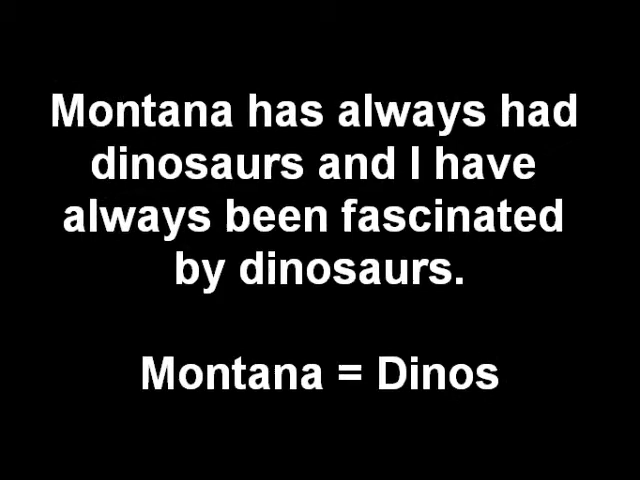 Montana has always had
dinosaurs and I have
always been fascinated
by dinosaurs.
Montana = Dinos